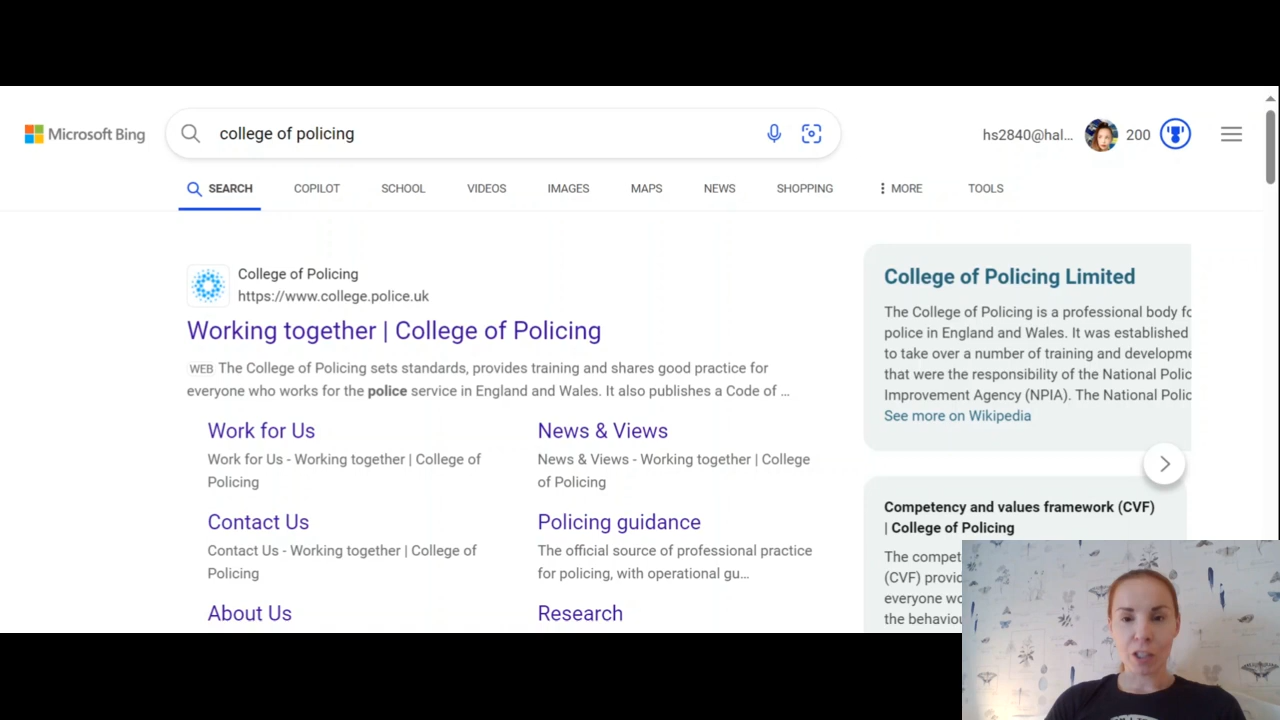 Microsoft Bing
college of policing
hs2840@hal...
200
SEARCH
COPILOT
SCHOOL
VIDEOS
IMAGES
MAPS
NEWS
SHOPPING
MORE
TOOLS
College of Policing
https://www.college.police.uk
Working together | College of Policing
WEB The College of Policing sets standards, provides training and shares good practice for
everyone who works for the police service in England and Wales. It also publishes a Code of ...
Work for Us
Work for Us - Working together | College of
Policing
News & Views
News & Views - Working together | College
of Policing
Contact Us
Contact Us - Working together | College of
Policing
Policing guidance
The official source of professional practice
for policing, with operational gu...
About Us
Research
College of Policing Limited
The College of Policing is a professional body fo
police in England and Wales. It was established
to take over a number of training and developme
that were the responsibility of the National Polic
Improvement Agency (NPIA). The National Polic
See more on Wikipedia
Competency and values framework (CVF)
| College of Policing
The compet
(CVF) provid
everyone wo
the behaviou